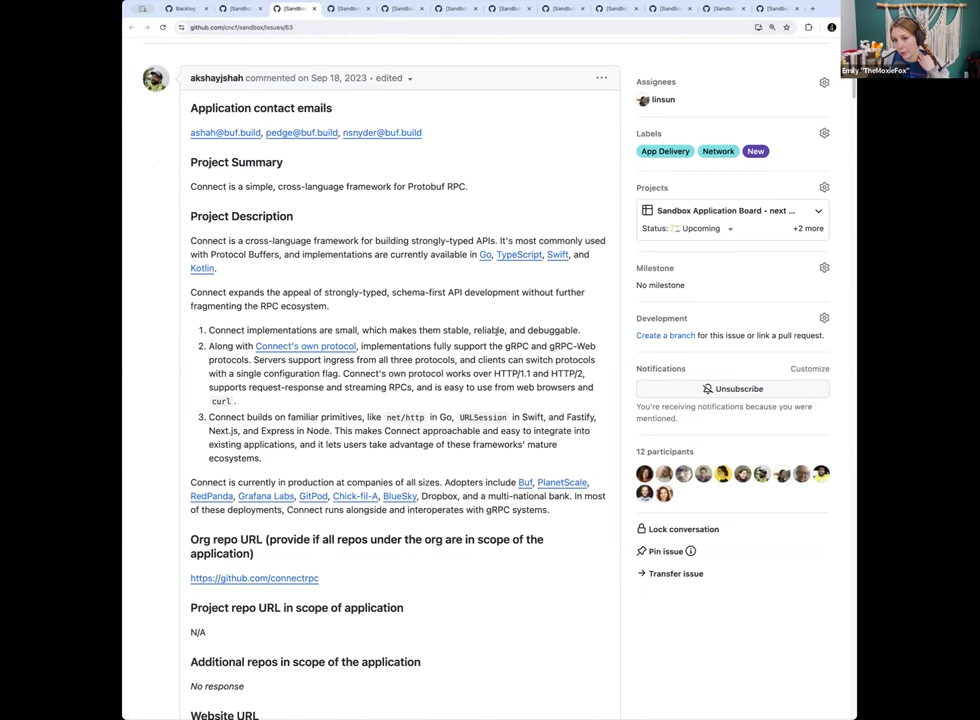 Backlog
[Sandbox]
[Sandbox]
[Sandbox]
[Sandbox]
[Sandbox]
[Sandbox]
[Sandbox]
[Sandbox]
[Sandbox]
[Sandbox]
[Sandbox]
github.com/cncf/sandbox/issues/63
Emily "TheMoxieFox"
akshayjshah commented on Sep 18, 2023 • edited
Application contact emails
ashah@buf.build, pedge@buf.build, nsnyder@buf.build
Project Summary
Connect is a simple, cross-language framework for Protobuf RPC.
Project Description
Connect is a cross-language framework for building strongly-typed APIs. It's most commonly used
with Protocol Buffers, and implementations are currently available in Go, TypeScript, Swift, and
Kotlin.
Connect expands the appeal of strongly-typed, schema-first API development without further
fragmenting the RPC ecosystem.
1. Connect implementations are small, which makes them stable, reliable, and debuggable.
2. Along with Connect's own protocol, implementations fully support the gRPC and gRPC-Web
protocols. Servers support ingress from all three protocols, and clients can switch protocols
with a single configuration flag. Connect's own protocol works over HTTP/1.1 and HTTP/2,
supports request-response and streaming RPCs, and is easy to use from web browsers and
curl .
3. Connect builds on familiar primitives, like net/http in Go, URLSession in Swift, and Fastify,
Next.js, and Express in Node. This makes Connect approachable and easy to integrate into
existing applications, and it lets users take advantage of these frameworks' mature
ecosystems.
Connect is currently in production at companies of all sizes. Adopters include Buf, PlanetScale,
RedPanda, Grafana Labs, GitPod, Chick-fil-A, BlueSky, Dropbox, and a multi-national bank. In most
of these deployments, Connect runs alongside and interoperates with gRPC systems.
Org repo URL (provide if all repos under the org are in scope of the
application)
https://github.com/connectrpc
Project repo URL in scope of application
N/A
Additional repos in scope of the application
No response
Website URL
Assignees
linsun
Labels
App Delivery Network New
Projects
Sandbox Application Board - next ...
Status: Upcoming +2 more
Milestone
No milestone
Development
Create a branch for this issue or link a pull request.
Notifications Customize
Unsubscribe
You're receiving notifications because you were
mentioned.
12 participants
Lock conversation
Pin issue
Transfer issue